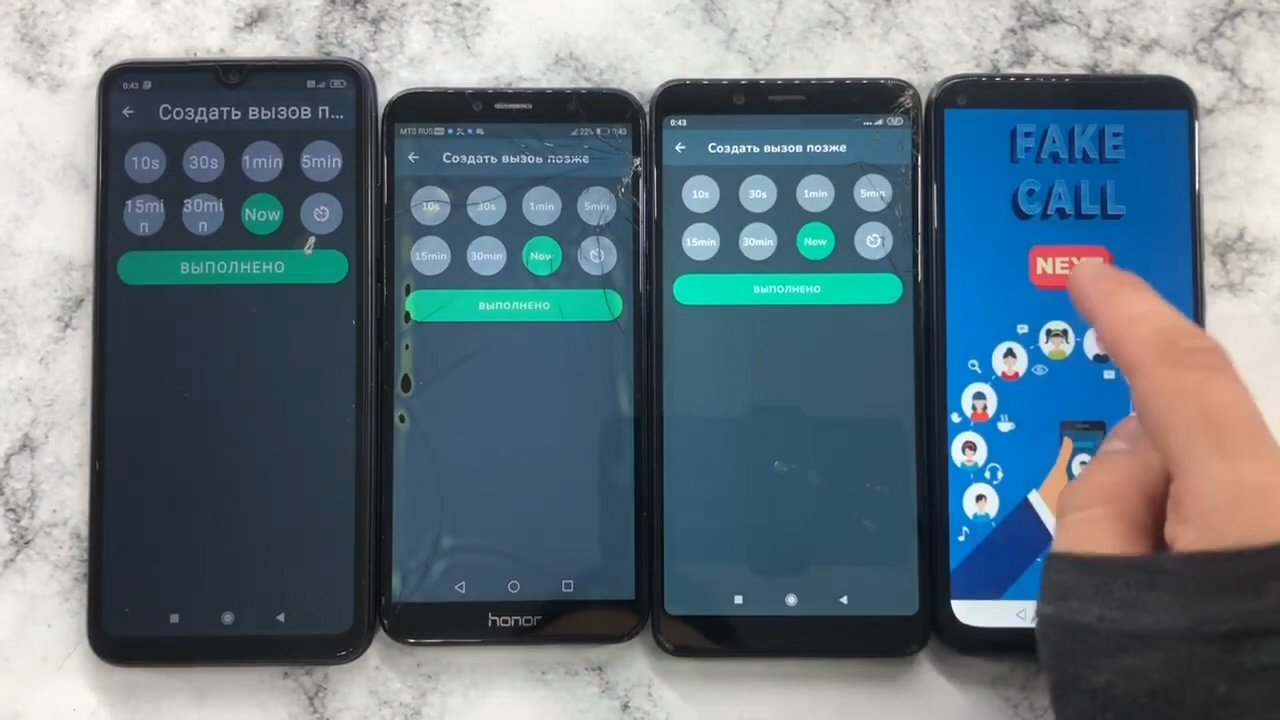 0:43
Создать вызов п...
10s 30s 1min 5min
15mi
n
30mi
n
Now
ВЫПОЛНЕНО
MTS RUS
22% 0:43
Создать вызов позже
10s 30s 1min 5min
15min 30min Now
ВЫПОЛНЕНО
honor
0:43
Создать вызов позже
10s 30s 1min 5min
15min 30min Now
ВЫПОЛНЕНО
FAKE
CALL
NEXT